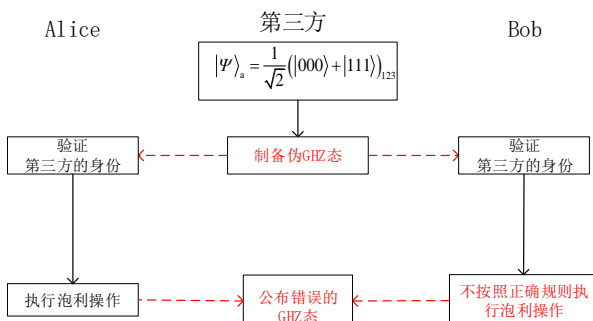 Alice
第三方
Bob
|Ψ⟩ₐ = 1/√2 (|000⟩+|111⟩)₁₂₃
验证
第三方的身份
制备伪GHZ态
验证
第三方的身份
执行泡利操作
公布错误的
GHZ态
不按照正确规则执
行泡利操作